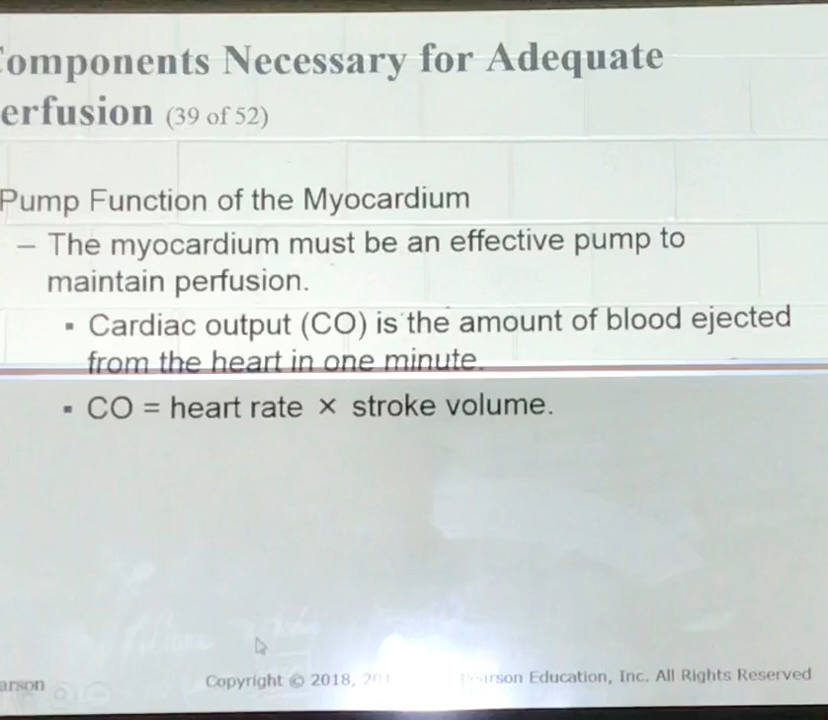 omponents Necessary for Adequate
erfusion (39 of 52)
Pump Function of the Myocardium
– The myocardium must be an effective pump to
maintain perfusion.
▪ Cardiac output (CO) is the amount of blood ejected
from the heart in one minute.
▪ CO = heart rate × stroke volume.
arson
Copyright © 2018, Pearson Education, Inc. All Rights Reserved